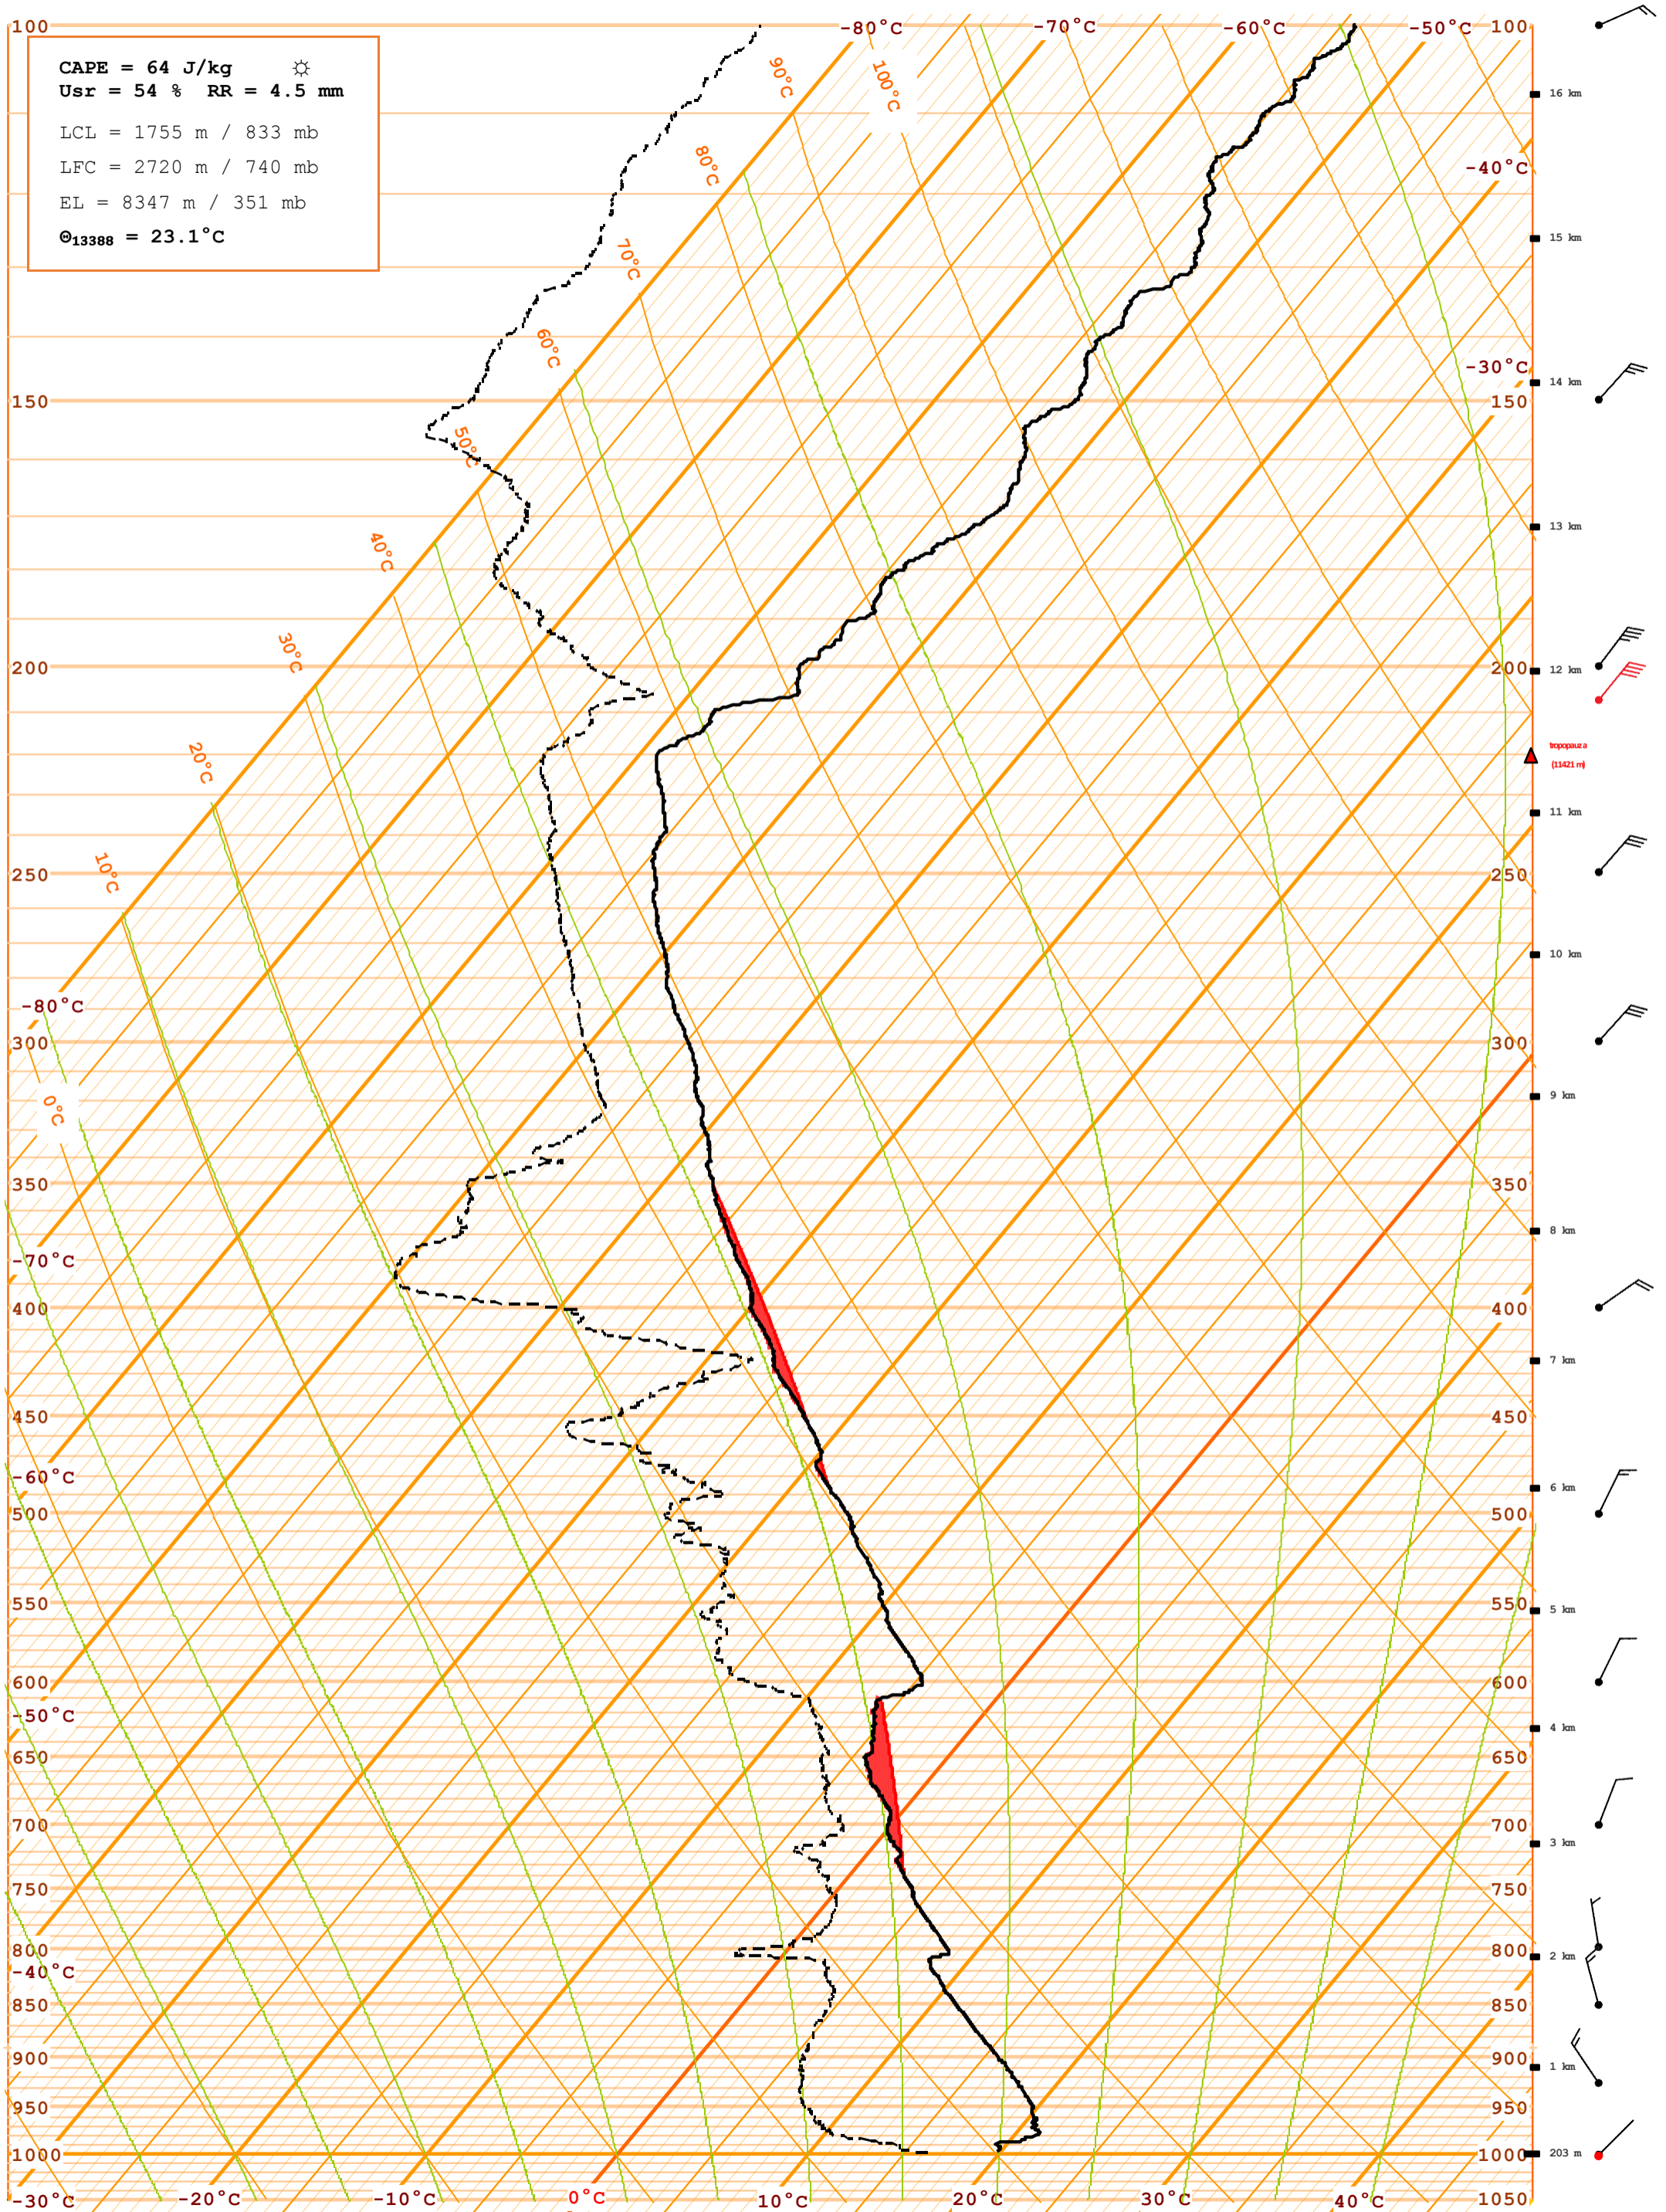 100 -80°C -70°C -60°C -50°C 100
CAPE = 64 J/kg ☼
Usr = 54 % RR = 4.5 mm
LCL = 1755 m / 833 mb
LFC = 2720 m / 740 mb
EL = 8347 m / 351 mb
Θ13388 = 23.1°C
90°C 100°C
16 km
80°C -40°C
15 km
70°C
60°C
-30°C
14 km
150 150
50°C
13 km
40°C
30°C
200 200
12 km
20°C
tropopauza
(11421 m)
11 km
10°C
250 250
10 km
-80°C
300 300
0°C
9 km
350 350
8 km
-70°C
400 400
7 km
450 450
-60°C
6 km
500 500
550 550
5 km
600 600
-50°C
4 km
650 650
700 700
3 km
750 750
800 800
2 km
-40°C
850 850
900 900
1 km
950 950
1000 1000
203 m
-30°C -20°C -10°C 0°C 10°C 20°C 30°C 40°C 1050